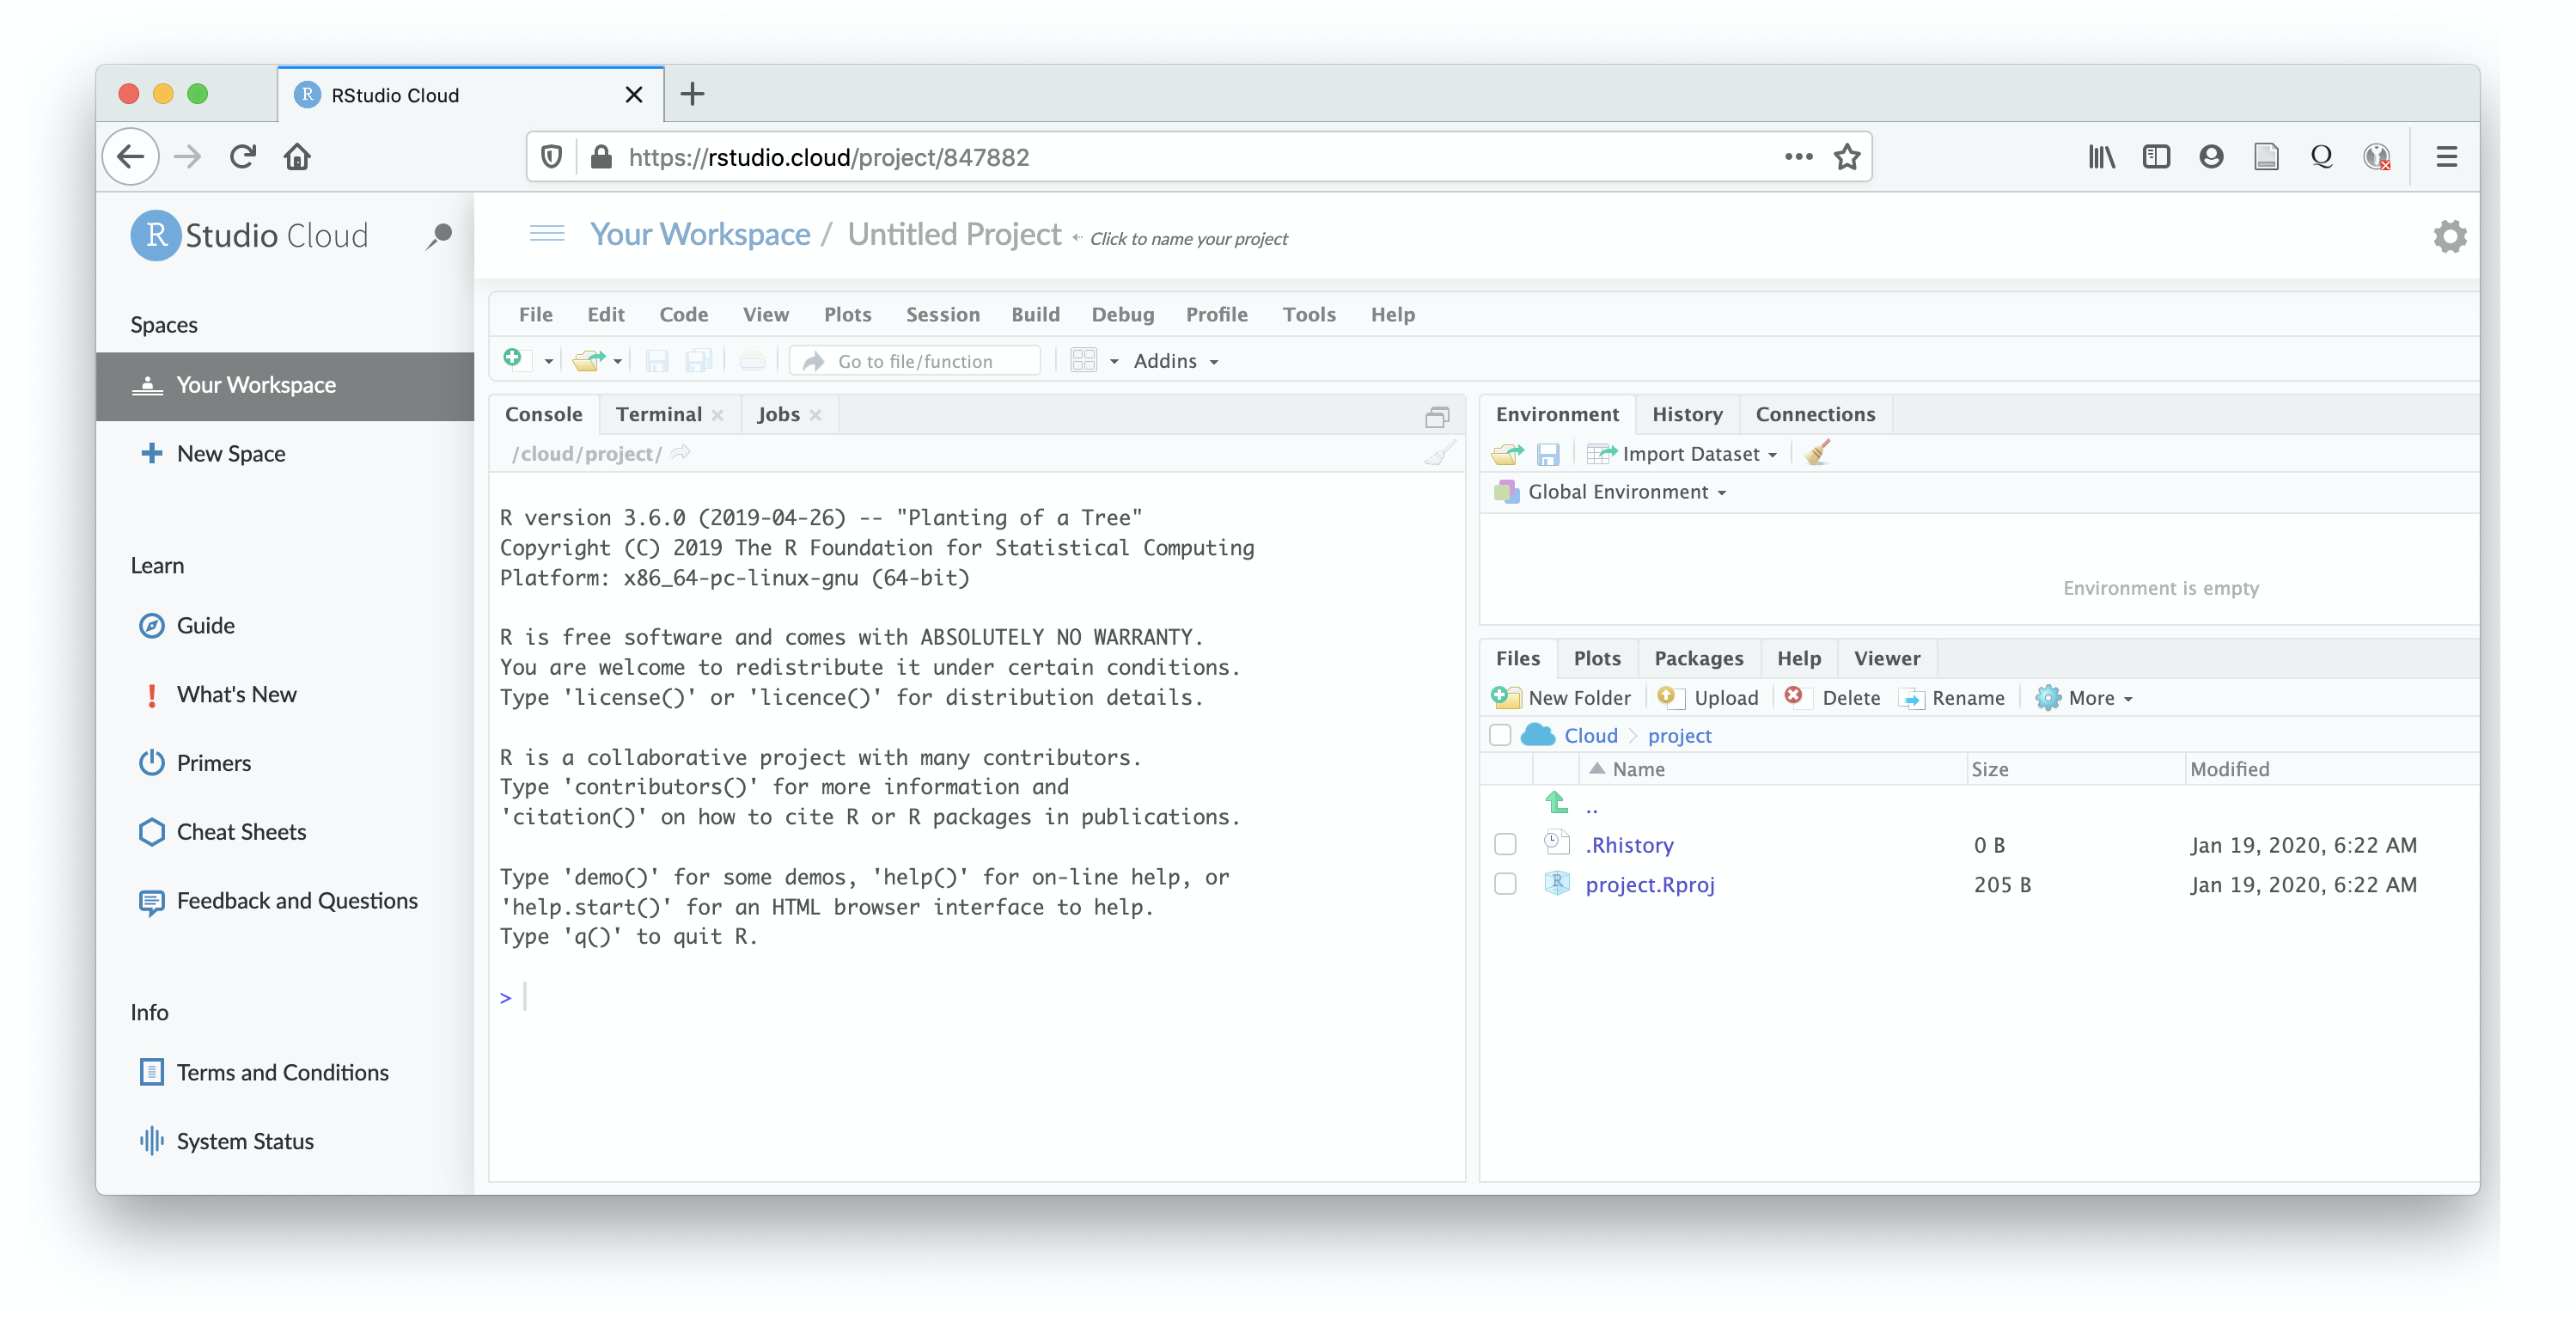 RStudio Cloud
https://rstudio.cloud/project/847882
R Studio Cloud
Your Workspace / Untitled Project Click to name your project
Spaces
Your Workspace
New Space
Learn
Guide
What's New
Primers
Cheat Sheets
Feedback and Questions
Info
Terms and Conditions
System Status
File Edit Code View Plots Session Build Debug Profile Tools Help
Go to file/function Addins
Console Terminal Jobs
/cloud/project/
R version 3.6.0 (2019-04-26) -- "Planting of a Tree"
Copyright (C) 2019 The R Foundation for Statistical Computing
Platform: x86_64-pc-linux-gnu (64-bit)
R is free software and comes with ABSOLUTELY NO WARRANTY.
You are welcome to redistribute it under certain conditions.
Type 'license()' or 'licence()' for distribution details.
R is a collaborative project with many contributors.
Type 'contributors()' for more information and
'citation()' on how to cite R or R packages in publications.
Type 'demo()' for some demos, 'help()' for on-line help, or
'help.start()' for an HTML browser interface to help.
Type 'q()' to quit R.
>
Environment History Connections
Import Dataset
Global Environment
Environment is empty
Files Plots Packages Help Viewer
New Folder Upload Delete Rename More
Cloud > project
Name Size Modified
..
.Rhistory 0 B Jan 19, 2020, 6:22 AM
project.Rproj 205 B Jan 19, 2020, 6:22 AM